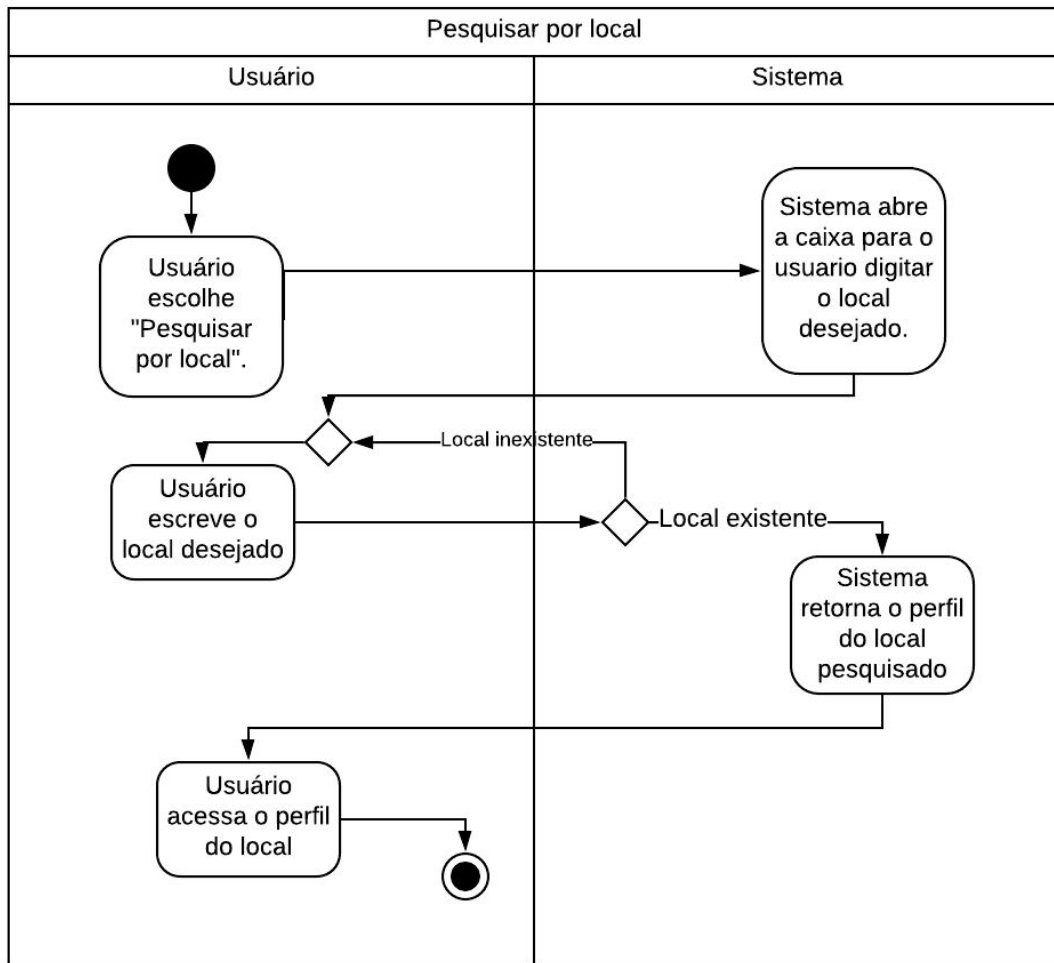 Pesquisar por local
Usuário
Sistema
Usuário
escolhe
"Pesquisar
por local".
Sistema abre
a caixa para o
usuario digitar
o local
desejado.
Local inexistente
Usuário
escreve o
local desejado
Local existente
Sistema
retorna o perfil
do local
pesquisado
Usuário
acessa o perfil
do local